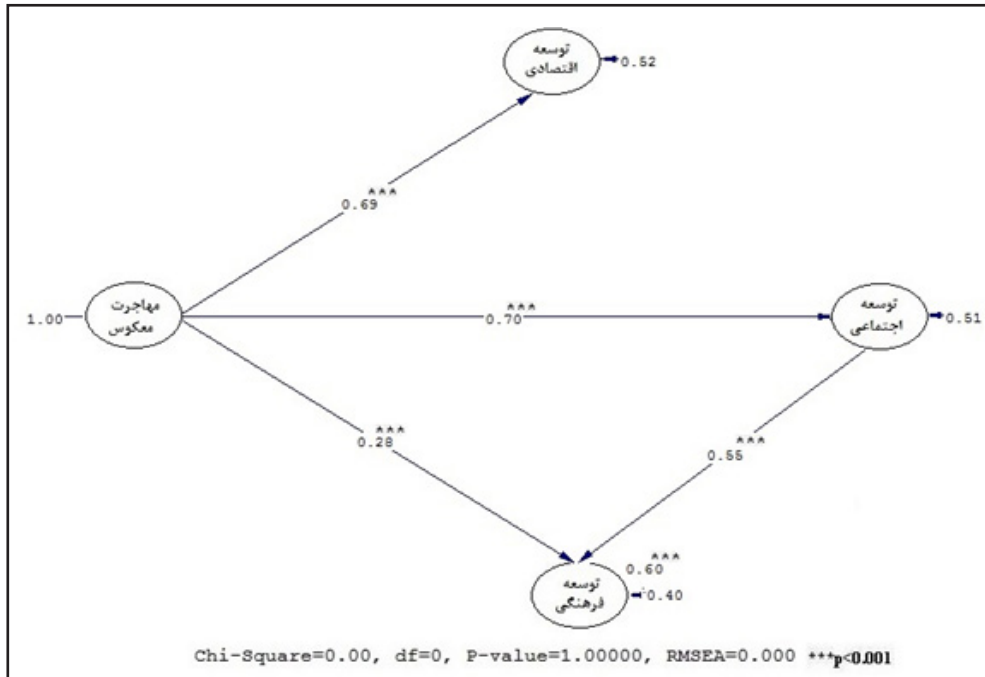 توسعه
اقتصادی
0.52
***
0.69
مهاجرت
معکوس
1.00
***
0.70
توسعه
اجتماعی
0.51
***
0.28
***
0.55
***
0.60
توسعه
فرهنگی
0.40
Chi-Square=0.00, df=0, P-value=1.00000, RMSEA=0.000 ***p<0.001